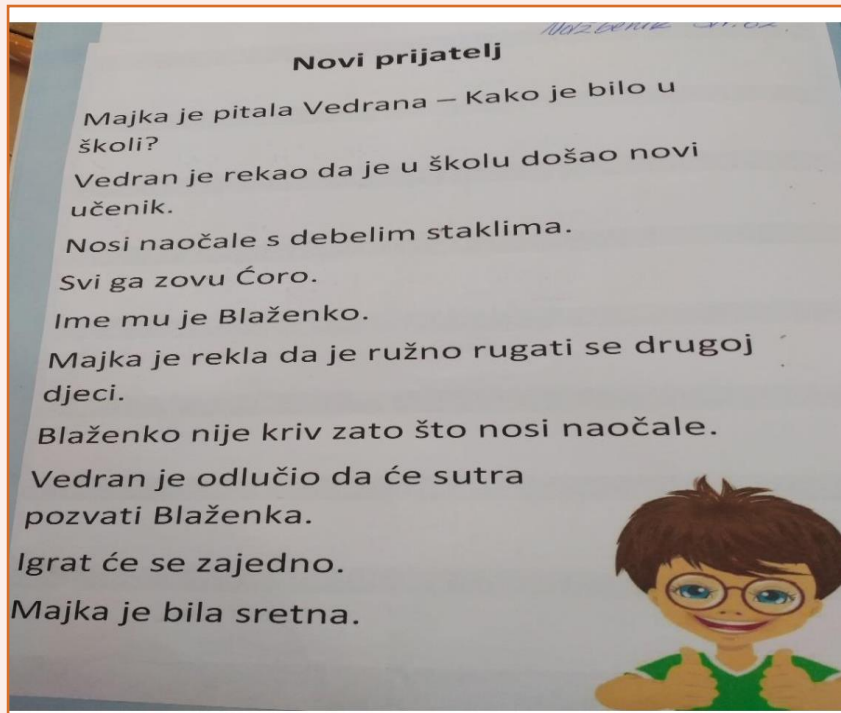 Novi prijatelj
Majka je pitala Vedrana – Kako je bilo u
školi?
Vedran je rekao da je u školu došao novi
učenik.
Nosi naočale s debelim staklima.
Svi ga zovu Ćoro.
Ime mu je Blaženko.
Majka je rekla da je ružno rugati se drugoj
djeci.
Blaženko nije kriv zato što nosi naočale.
Vedran je odlučio da će sutra
pozvati Blaženka.
Igrat će se zajedno.
Majka je bila sretna.